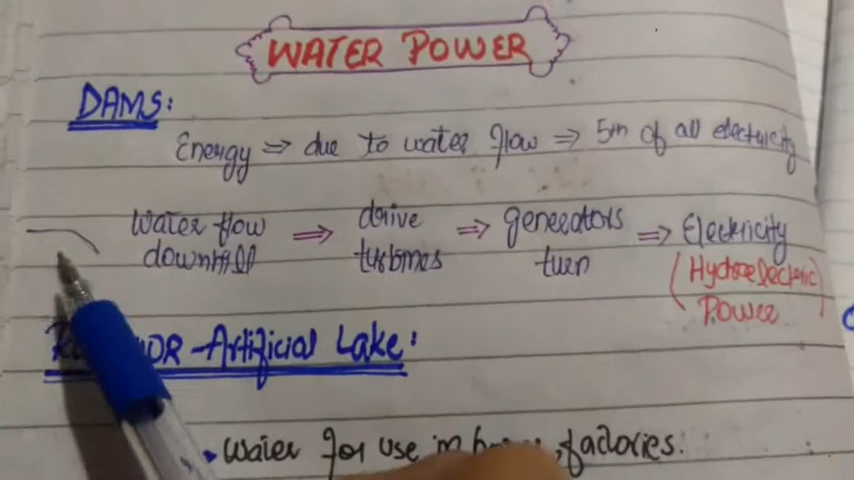 WATER POWER
DAMS:
Energy ⇒ due to water flow ⇒ 5th of all electricity
Water flow downhill ⇒ drive turbines ⇒ generators turn ⇒ Electricity
(Hydroelectric Power)
-Artificial Lake:
• Water for use in , factories.